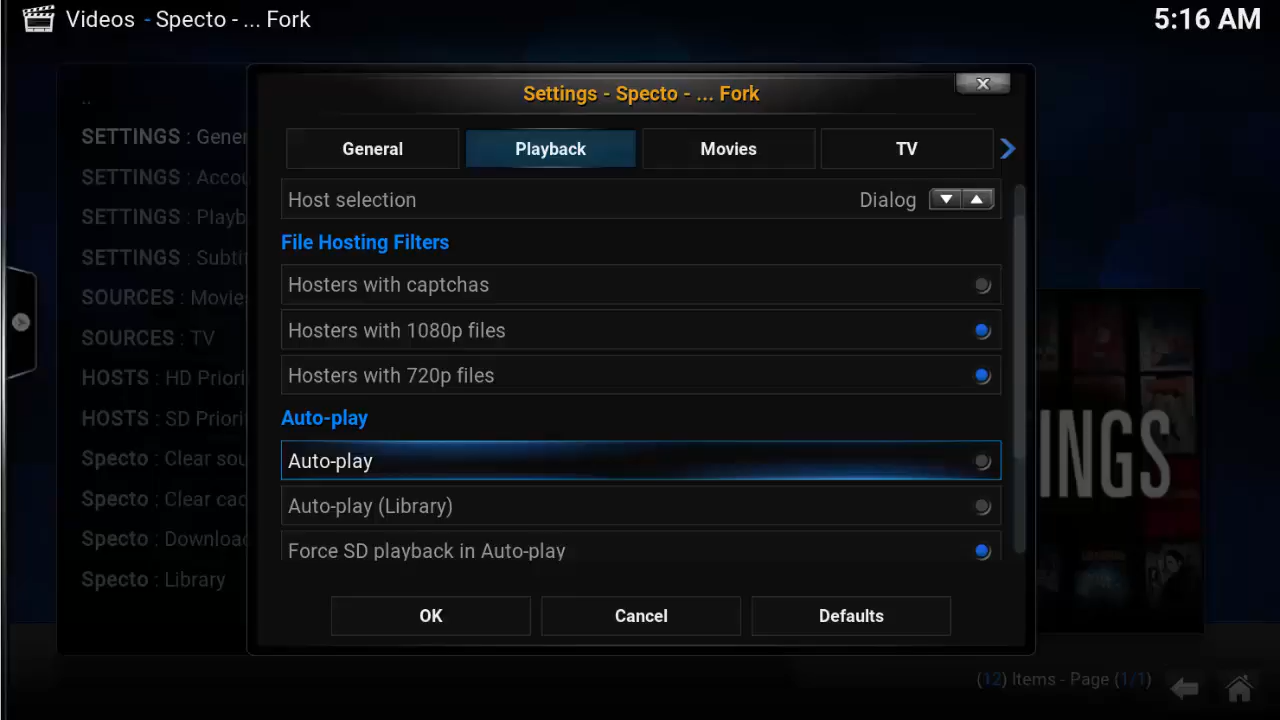 Videos - Specto - ... Fork
5:16 AM
Settings - Specto - ... Fork
General
Playback
Movies
TV
Host selection
Dialog
File Hosting Filters
Hosters with captchas
Hosters with 1080p files
Hosters with 720p files
Auto-play
Auto-play
Auto-play (Library)
Force SD playback in Auto-play
OK
Cancel
Defaults
..
SETTINGS : Gener
SETTINGS : Accou
SETTINGS : Playb
SETTINGS : Subtit
SOURCES : Movie
SOURCES : TV
HOSTS : HD Priori
HOSTS : SD Priori
Specto : Clear sou
Specto : Clear cac
Specto : Downloac
Specto : Library
INGS
(12) Items - Page (1/1)